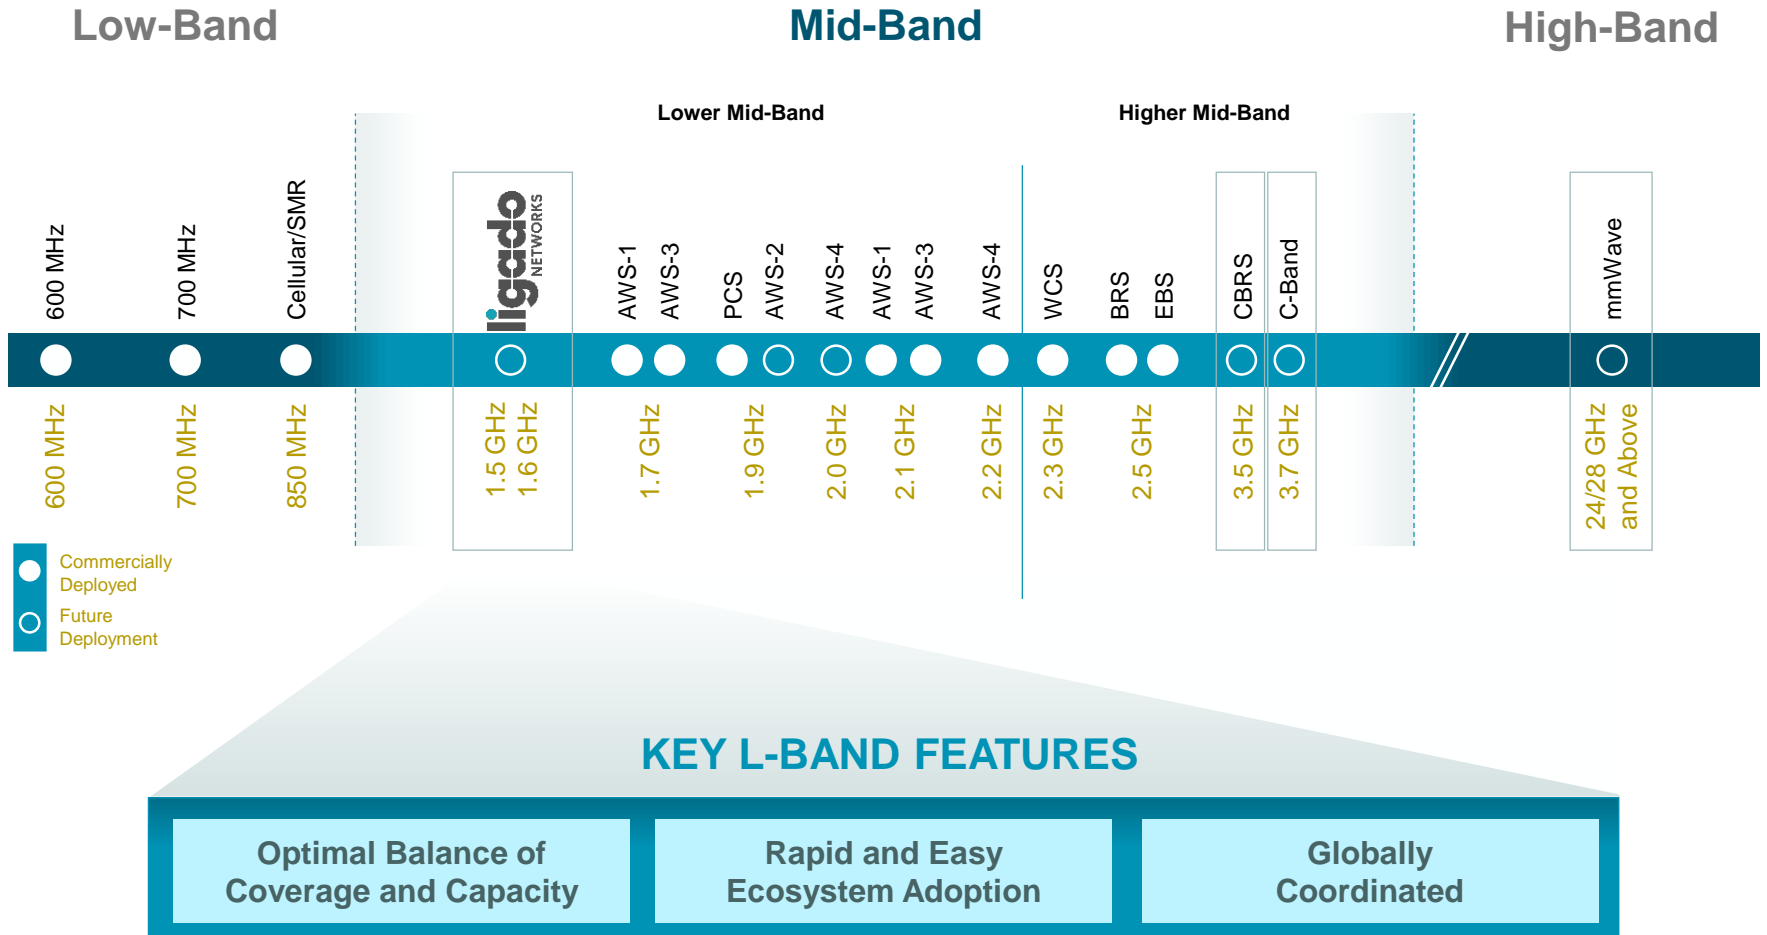 Low-Band
Mid-Band
High-Band
Lower Mid-Band
Higher Mid-Band
600 MHz
700 MHz
Cellular/SMR
ligado
NETWORKS
AWS-1
AWS-3
PCS
AWS-2
AWS-4
AWS-1
AWS-3
AWS-4
WCS
BRS
EBS
CBRS
C-Band
mmWave
600 MHz
700 MHz
850 MHz
1.5 GHz
1.6 GHz
1.7 GHz
1.9 GHz
2.0 GHz
2.1 GHz
2.2 GHz
2.3 GHz
2.5 GHz
3.5 GHz
3.7 GHz
24/28 GHz
and Above
Commercially
Deployed
Future
Deployment
KEY L-BAND FEATURES
Optimal Balance of
Coverage and Capacity
Rapid and Easy
Ecosystem Adoption
Globally
Coordinated